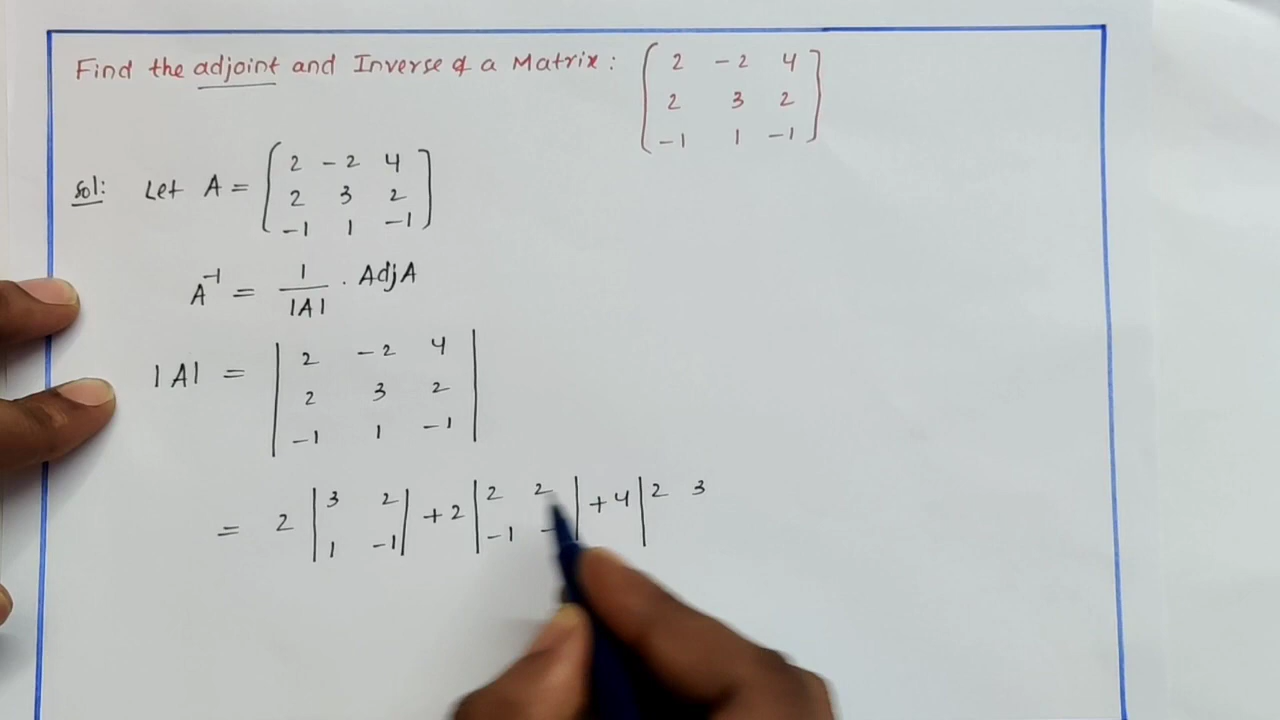 Find the adjoint and Inverse of a Matrix: [2 -2 4
2 3 2
-1 1 -1]
Sol: Let A = [2 -2 4
2 3 2
-1 1 -1]
A⁻¹ = 1/|A| . AdjA
|A| = |2 -2 4
2 3 2
-1 1 -1|
= 2 |3 2
1 -1| +2 |2 2
-1 -| +4 |2 3